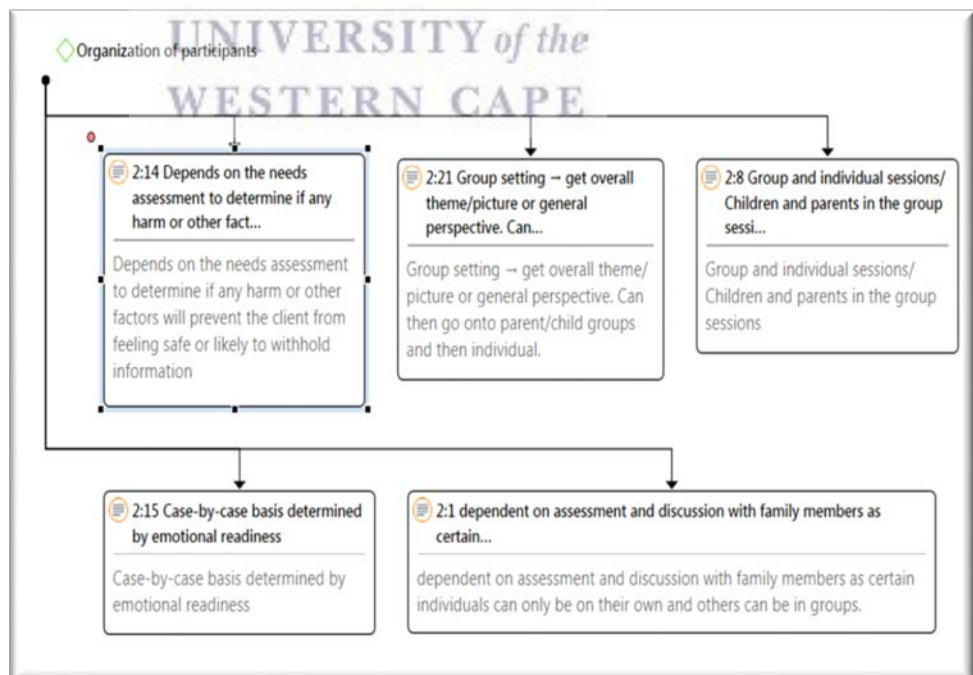 UNIVERSITY of the
WESTERN CAPE
Organization of participants
2:14 Depends on the needs
assessment to determine if any
harm or other fact...
Depends on the needs assessment
to determine if any harm or other
factors will prevent the client from
feeling safe or likely to withhold
information
2:21 Group setting → get overall
theme/picture or general
perspective. Can...
Group setting → get overall theme/
picture or general perspective. Can
then go onto parent/child groups
and then individual.
2:8 Group and individual sessions/
Children and parents in the group
sessi...
Group and individual sessions/
Children and parents in the group
sessions
2:15 Case-by-case basis determined
by emotional readiness
Case-by-case basis determined by
emotional readiness
2:1 dependent on assessment and discussion with family members as
certain...
dependent on assessment and discussion with family members as certain
individuals can only be on their own and others can be in groups.